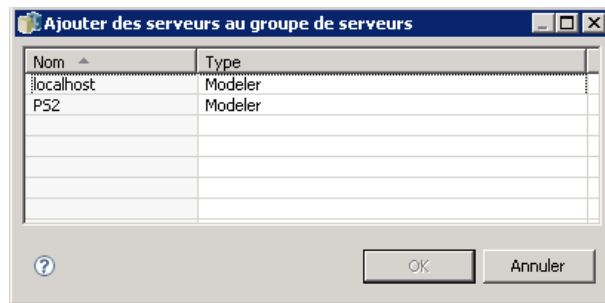 Ajouter des serveurs au groupe de serveurs
Nom Type
localhost Modeler
PS2 Modeler
? OK Annuler